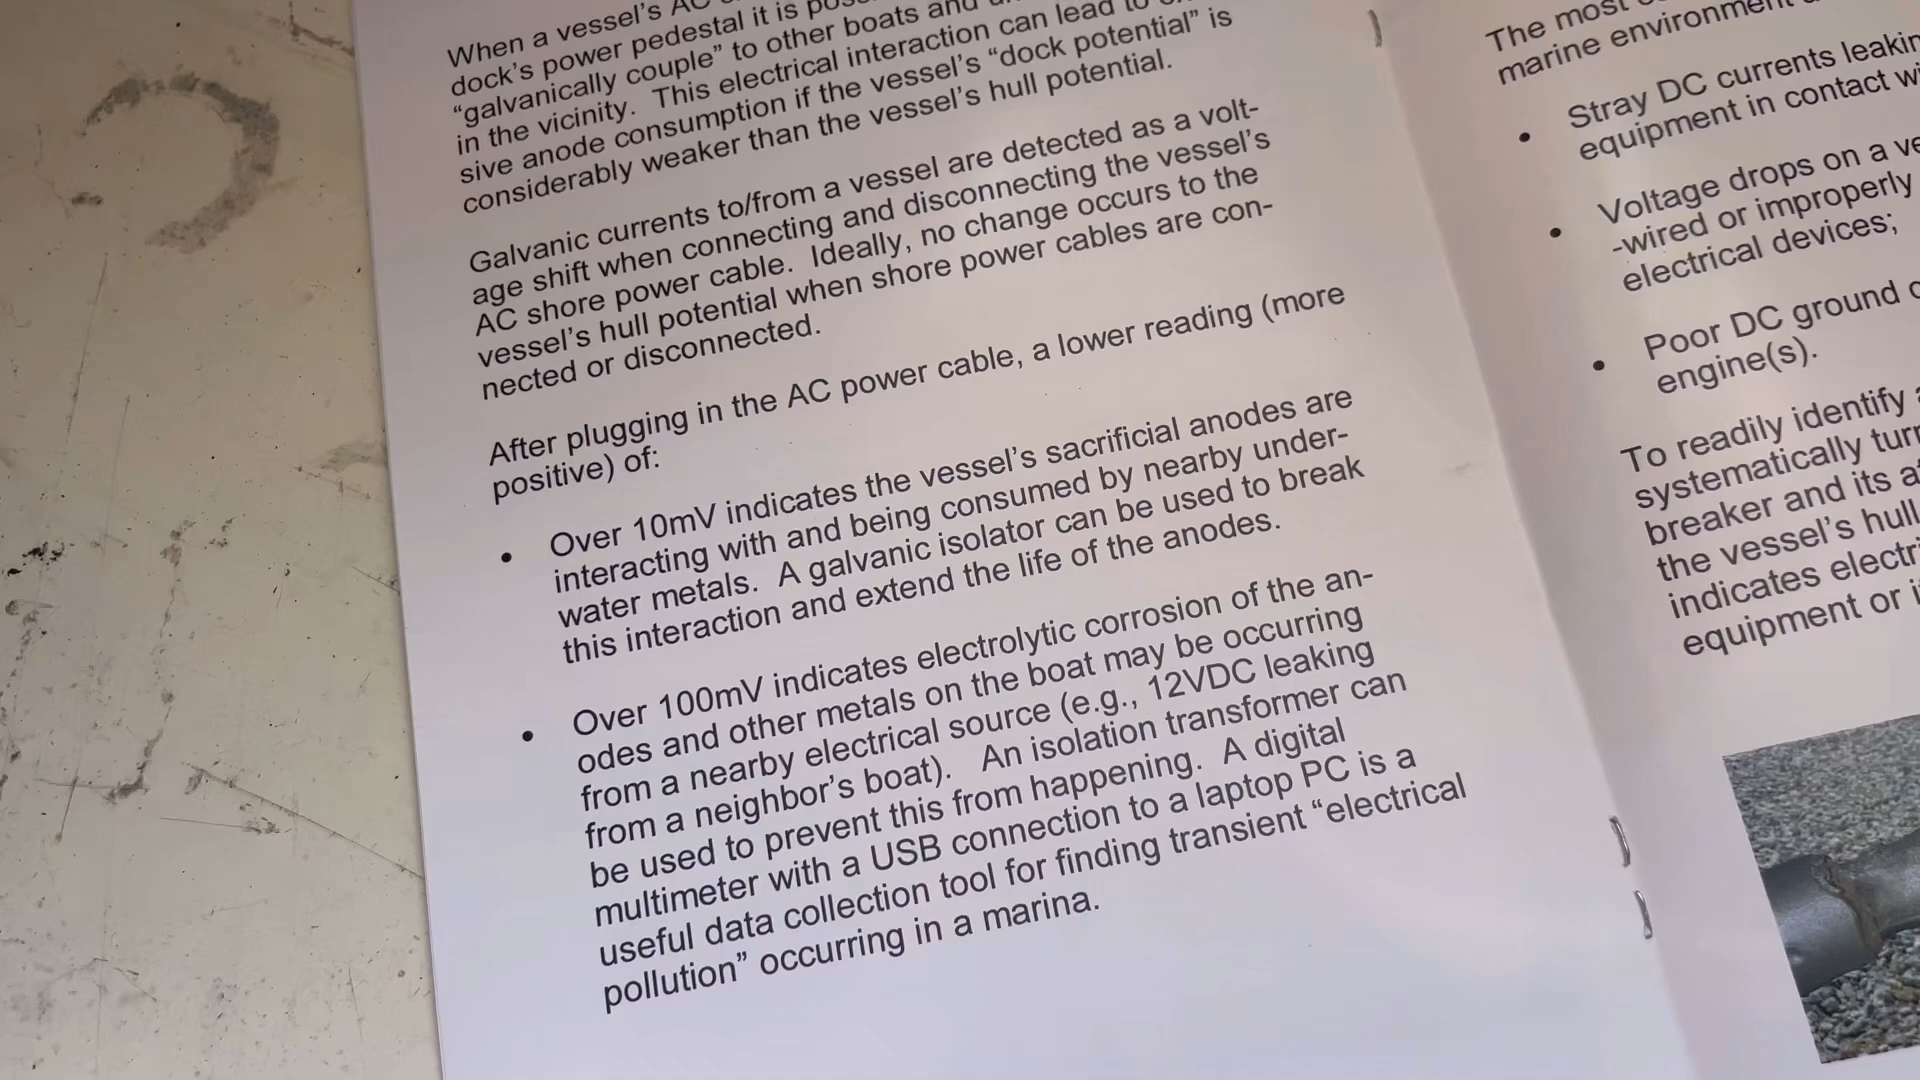 When a vessel's AC
dock's power pedestal it is
"galvanically couple" to other boats and
in the vicinity. This electrical interaction can lead to
sive anode consumption if the vessel's "dock potential" is
considerably weaker than the vessel's hull potential.
Galvanic currents to/from a vessel are detected as a volt-
age shift when connecting and disconnecting the vessel's
AC shore power cable. Ideally, no change occurs to the
vessel's hull potential when shore power cables are con-
nected or disconnected.
After plugging in the AC power cable, a lower reading (more
positive) of:
• Over 10mV indicates the vessel's sacrificial anodes are
interacting with and being consumed by nearby under-
water metals. A galvanic isolator can be used to break
this interaction and extend the life of the anodes.
• Over 100mV indicates electrolytic corrosion of the an-
odes and other metals on the boat may be occurring
from a nearby electrical source (e.g., 12VDC leaking
from a neighbor's boat). An isolation transformer can
be used to prevent this from happening. A digital
multimeter with a USB connection to a laptop PC is a
useful data collection tool for finding transient "electrical
pollution" occurring in a marina.
The most
marine environment
• Stray DC currents
equipment in contact
• Voltage drops on a
-wired or improperly
electrical devices;
• Poor DC ground
engine(s).
To readily identify
systematically
breaker and its
the vessel's hull
indicates
equipment or